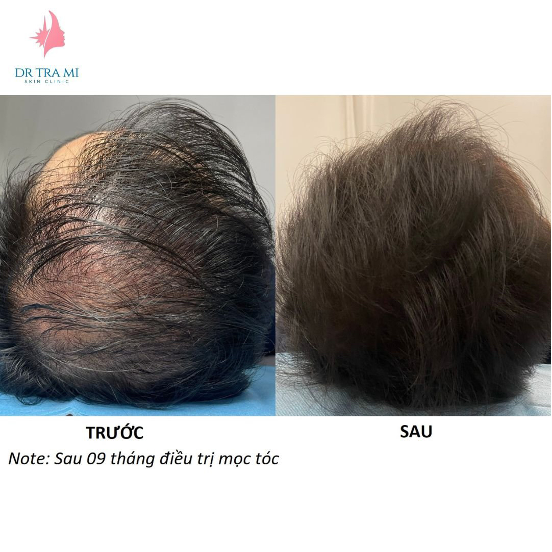 DR TRA MI
SKIN CLINIC
TRƯỚC
SAU
Note: Sau 09 tháng điều trị mọc tóc